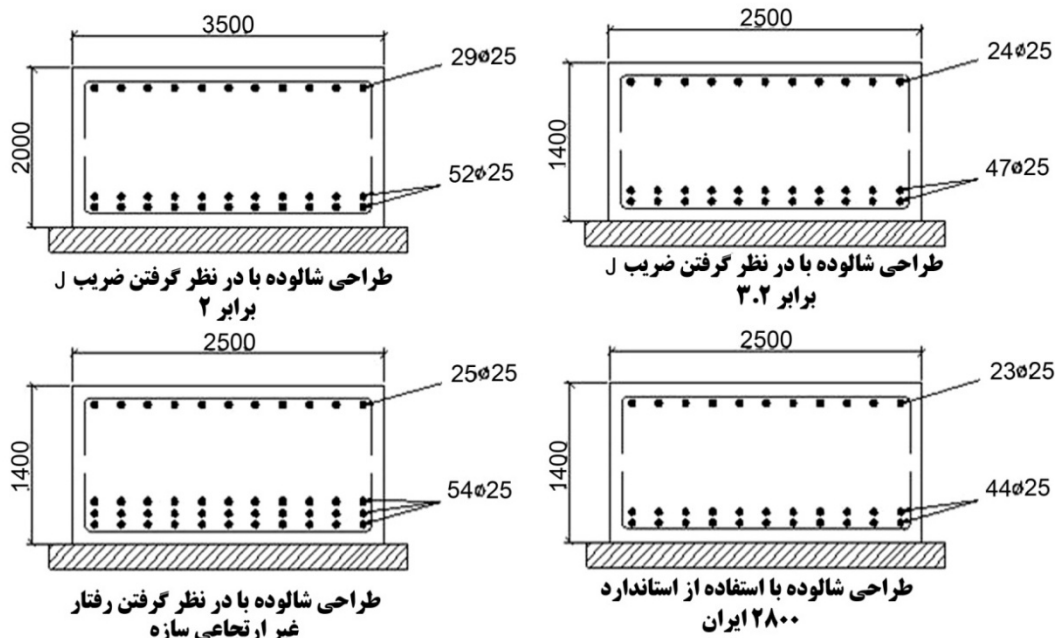 3500
29ø25
2000
52ø25
طراحی شالوده با در نظر گرفتن ضریب J
برابر ۲
2500
24ø25
1400
47ø25
طراحی شالوده با در نظر گرفتن ضریب J
برابر ۳.۲
2500
25ø25
1400
54ø25
طراحی شالوده با در نظر گرفتن رفتار
غیر ارتجاعی سازه
2500
23ø25
1400
44ø25
طراحی شالوده با استفاده از استاندارد
۲۸۰۰ ایران